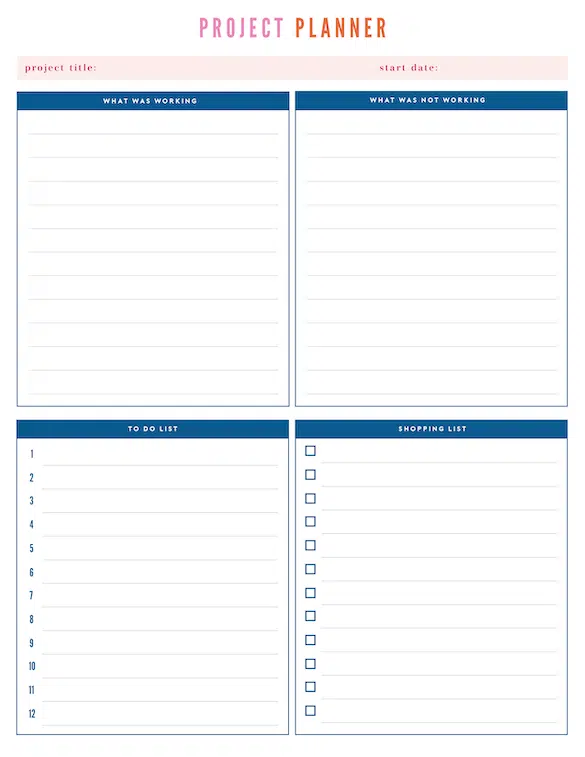 PROJECT PLANNER
project title: start date:
WHAT WAS WORKING
WHAT WAS NOT WORKING
TO DO LIST
1
2
3
4
5
6
7
8
9
10
11
12
SHOPPING LIST